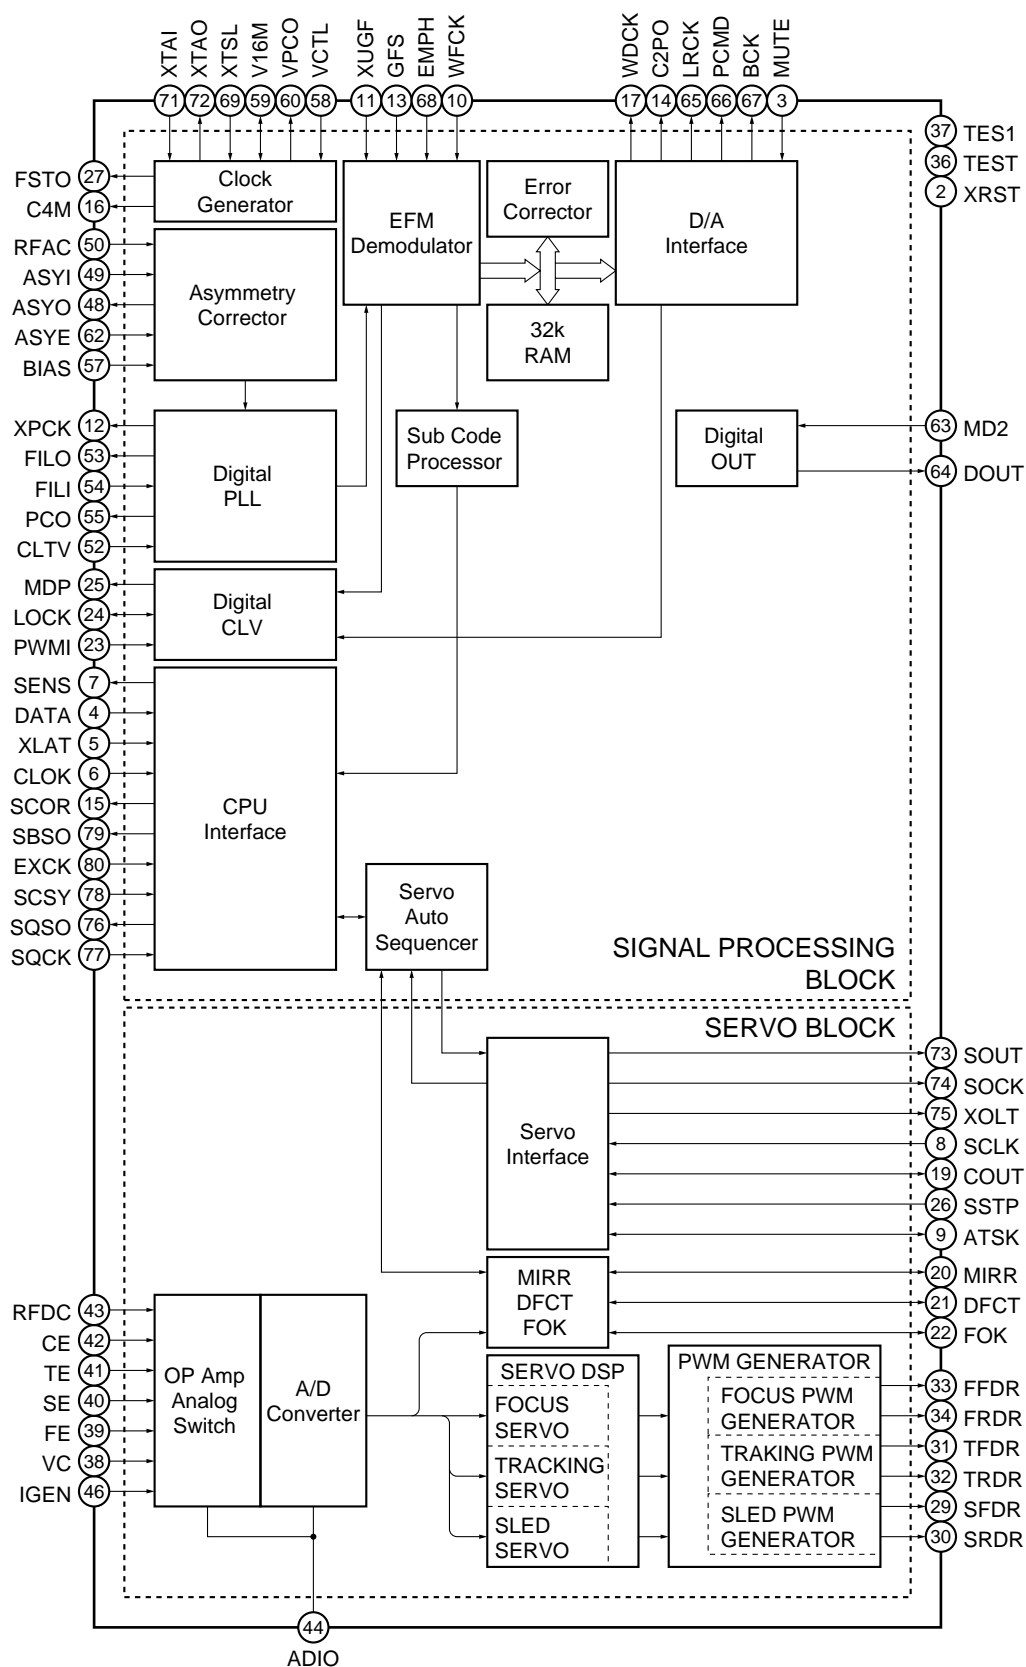 XTAI
XTAO
XTSL
V16M
VPCO
VCTL
XUGF
GFS
EMPH
WFCK
WDCK
C2PO
LRCK
PCMD
BCK
MUTE
71 72 69 59 60 58 11 13 68 10 17 14 65 66 67 3
37 TES1
36 TEST
2 XRST
FSTO 27
C4M 16
Clock
Generator
RFAC 50
ASYI 49
ASYO 48
ASYE 62
BIAS 57
Asymmetry
Corrector
EFM
Demodulator
Error
Corrector
32k
RAM
D/A
Interface
XPCK 12
FILO 53
FILI 54
PCO 55
CLTV 52
Digital
PLL
Sub Code
Processor
Digital
OUT
63 MD2
64 DOUT
MDP 25
LOCK 24
PWMI 23
Digital
CLV
SENS 7
DATA 4
XLAT 5
CLOK 6
SCOR 15
SBSO 79
EXCK 80
SCSY 78
SQSO 76
SQCK 77
CPU
Interface
Servo
Auto
Sequencer
SIGNAL PROCESSING
BLOCK
SERVO BLOCK
Servo
Interface
73 SOUT
74 SOCK
75 XOLT
8 SCLK
19 COUT
26 SSTP
9 ATSK
MIRR
DFCT
FOK
20 MIRR
21 DFCT
22 FOK
RFDC 43
CE 42
TE 41
SE 40
FE 39
VC 38
IGEN 46
OP Amp
Analog
Switch
A/D
Converter
SERVO DSP
FOCUS
SERVO
TRACKING
SERVO
SLED
SERVO
PWM GENERATOR
FOCUS PWM
GENERATOR
TRAKING PWM
GENERATOR
SLED PWM
GENERATOR
33 FFDR
34 FRDR
31 TFDR
32 TRDR
29 SFDR
30 SRDR
44
ADIO